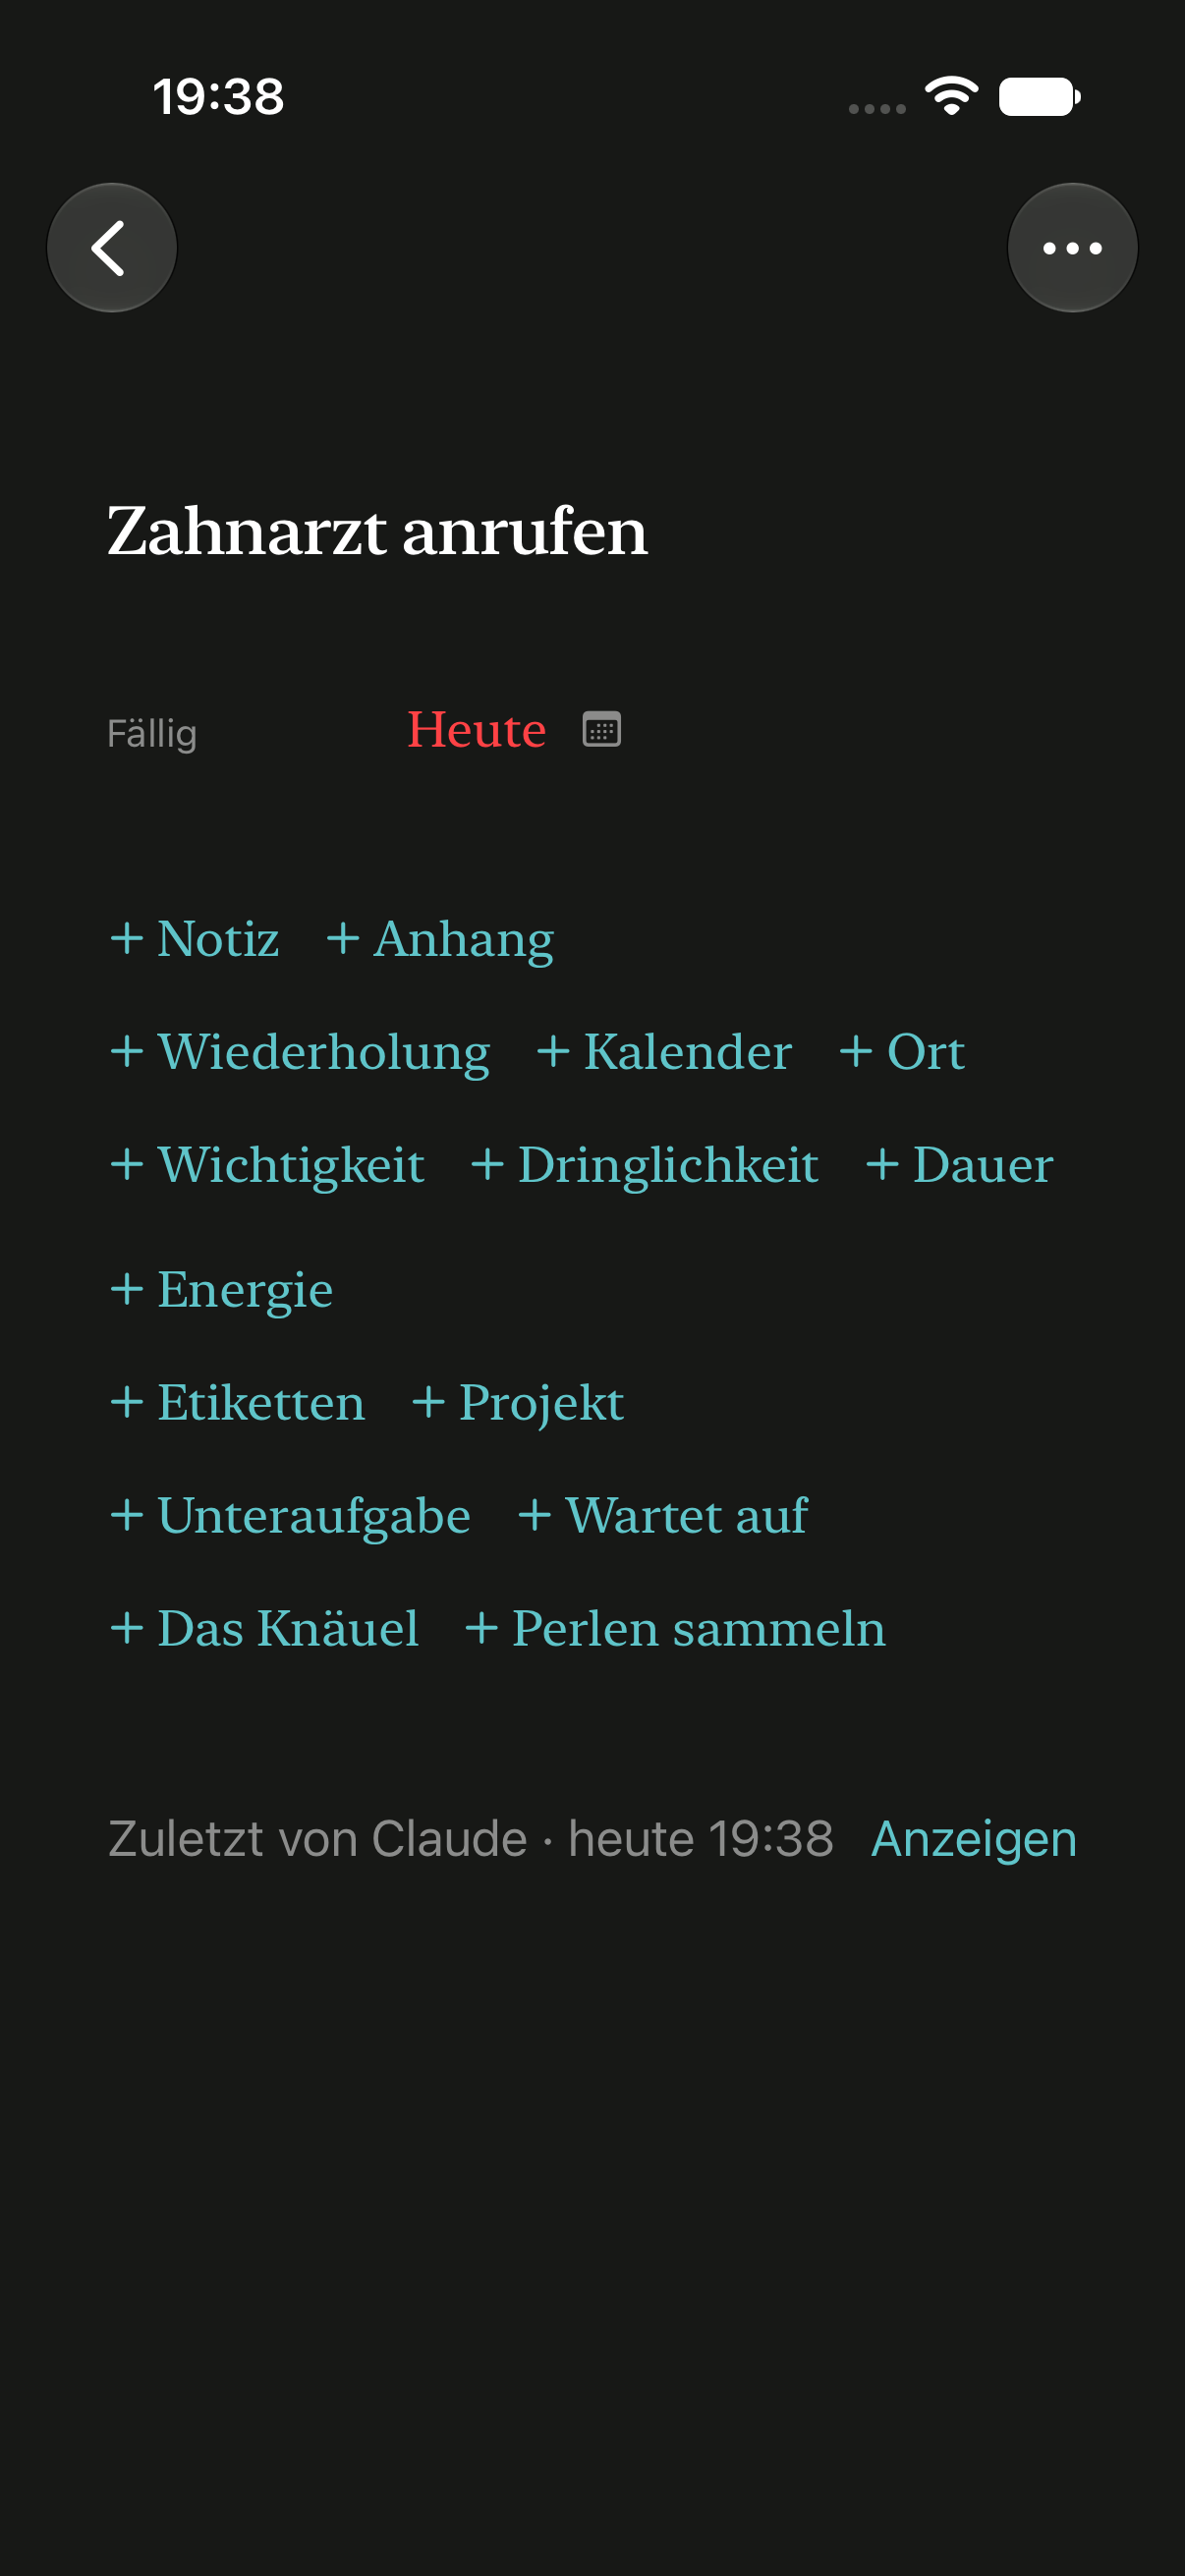 19:38
Zahnarzt anrufen
Fällig Heute
+ Notiz + Anhang
+ Wiederholung + Kalender + Ort
+ Wichtigkeit + Dringlichkeit + Dauer
+ Energie
+ Etiketten + Projekt
+ Unteraufgabe + Wartet auf
+ Das Knäuel + Perlen sammeln
Zuletzt von Claude · heute 19:38 Anzeigen